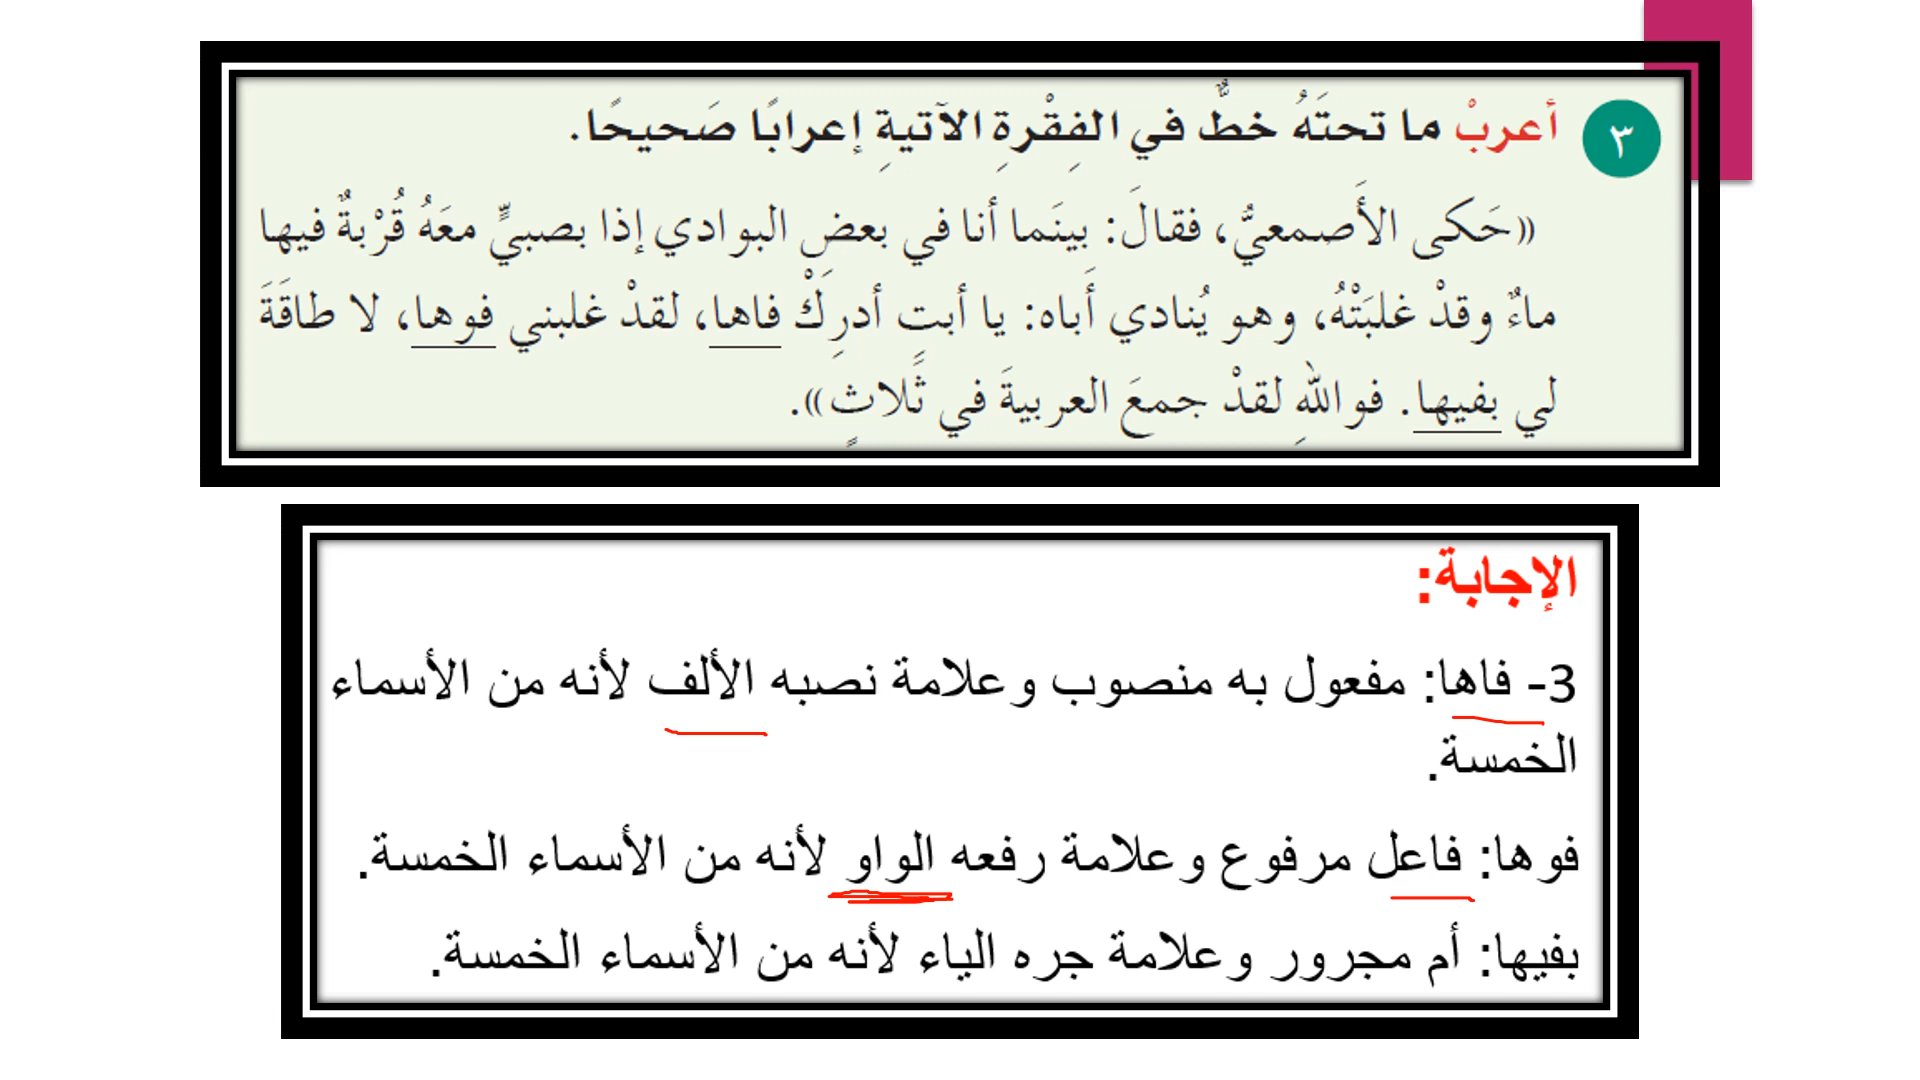 ٣
أعربْ ما تحتَهُ خطٌّ في الفِقْرةِ الآتيةِ إعرابًا صَحيحًا.
«حَكى الأَصمعيُّ، فقالَ: بينَما أنا في بعضِ البوادي إذا بصبيٍّ معَهُ قُرْبةٌ فيها
ماءٌ وقدْ غلبَتْهُ، وهو يُنادي أَباه: يا أبتِ أدرِكْ فاها، لقدْ غلبني فوها، لا طاقَةَ
لي بفيها. فواللهِ لقدْ جمعَ العربيةَ في ثَلاثٍ».
الإجابة:
3- فاها: مفعول به منصوب وعلامة نصبه الألف لأنه من الأسماء
الخمسة.
فوها: فاعل مرفوع وعلامة رفعه الواو لأنه من الأسماء الخمسة.
بفيها: أم مجرور وعلامة جره الياء لأنه من الأسماء الخمسة.